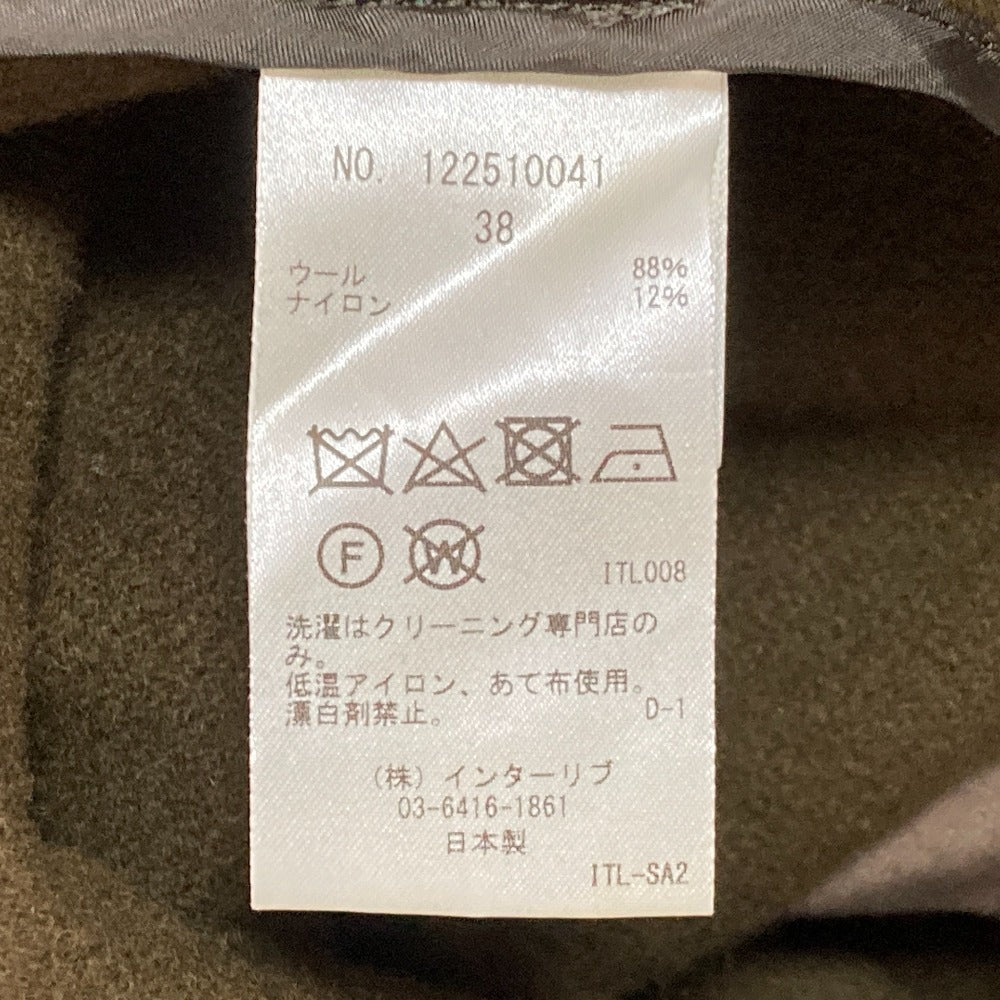 NO. 122510041
38
ウール 88%
ナイロン 12%
F W
ITL008
洗濯はクリーニング専門店の
み。
低温アイロン、あて布使用。
漂白剤禁止。 D-1
(株)インターリブ
03-6416-1861
日本製
ITL-SA2